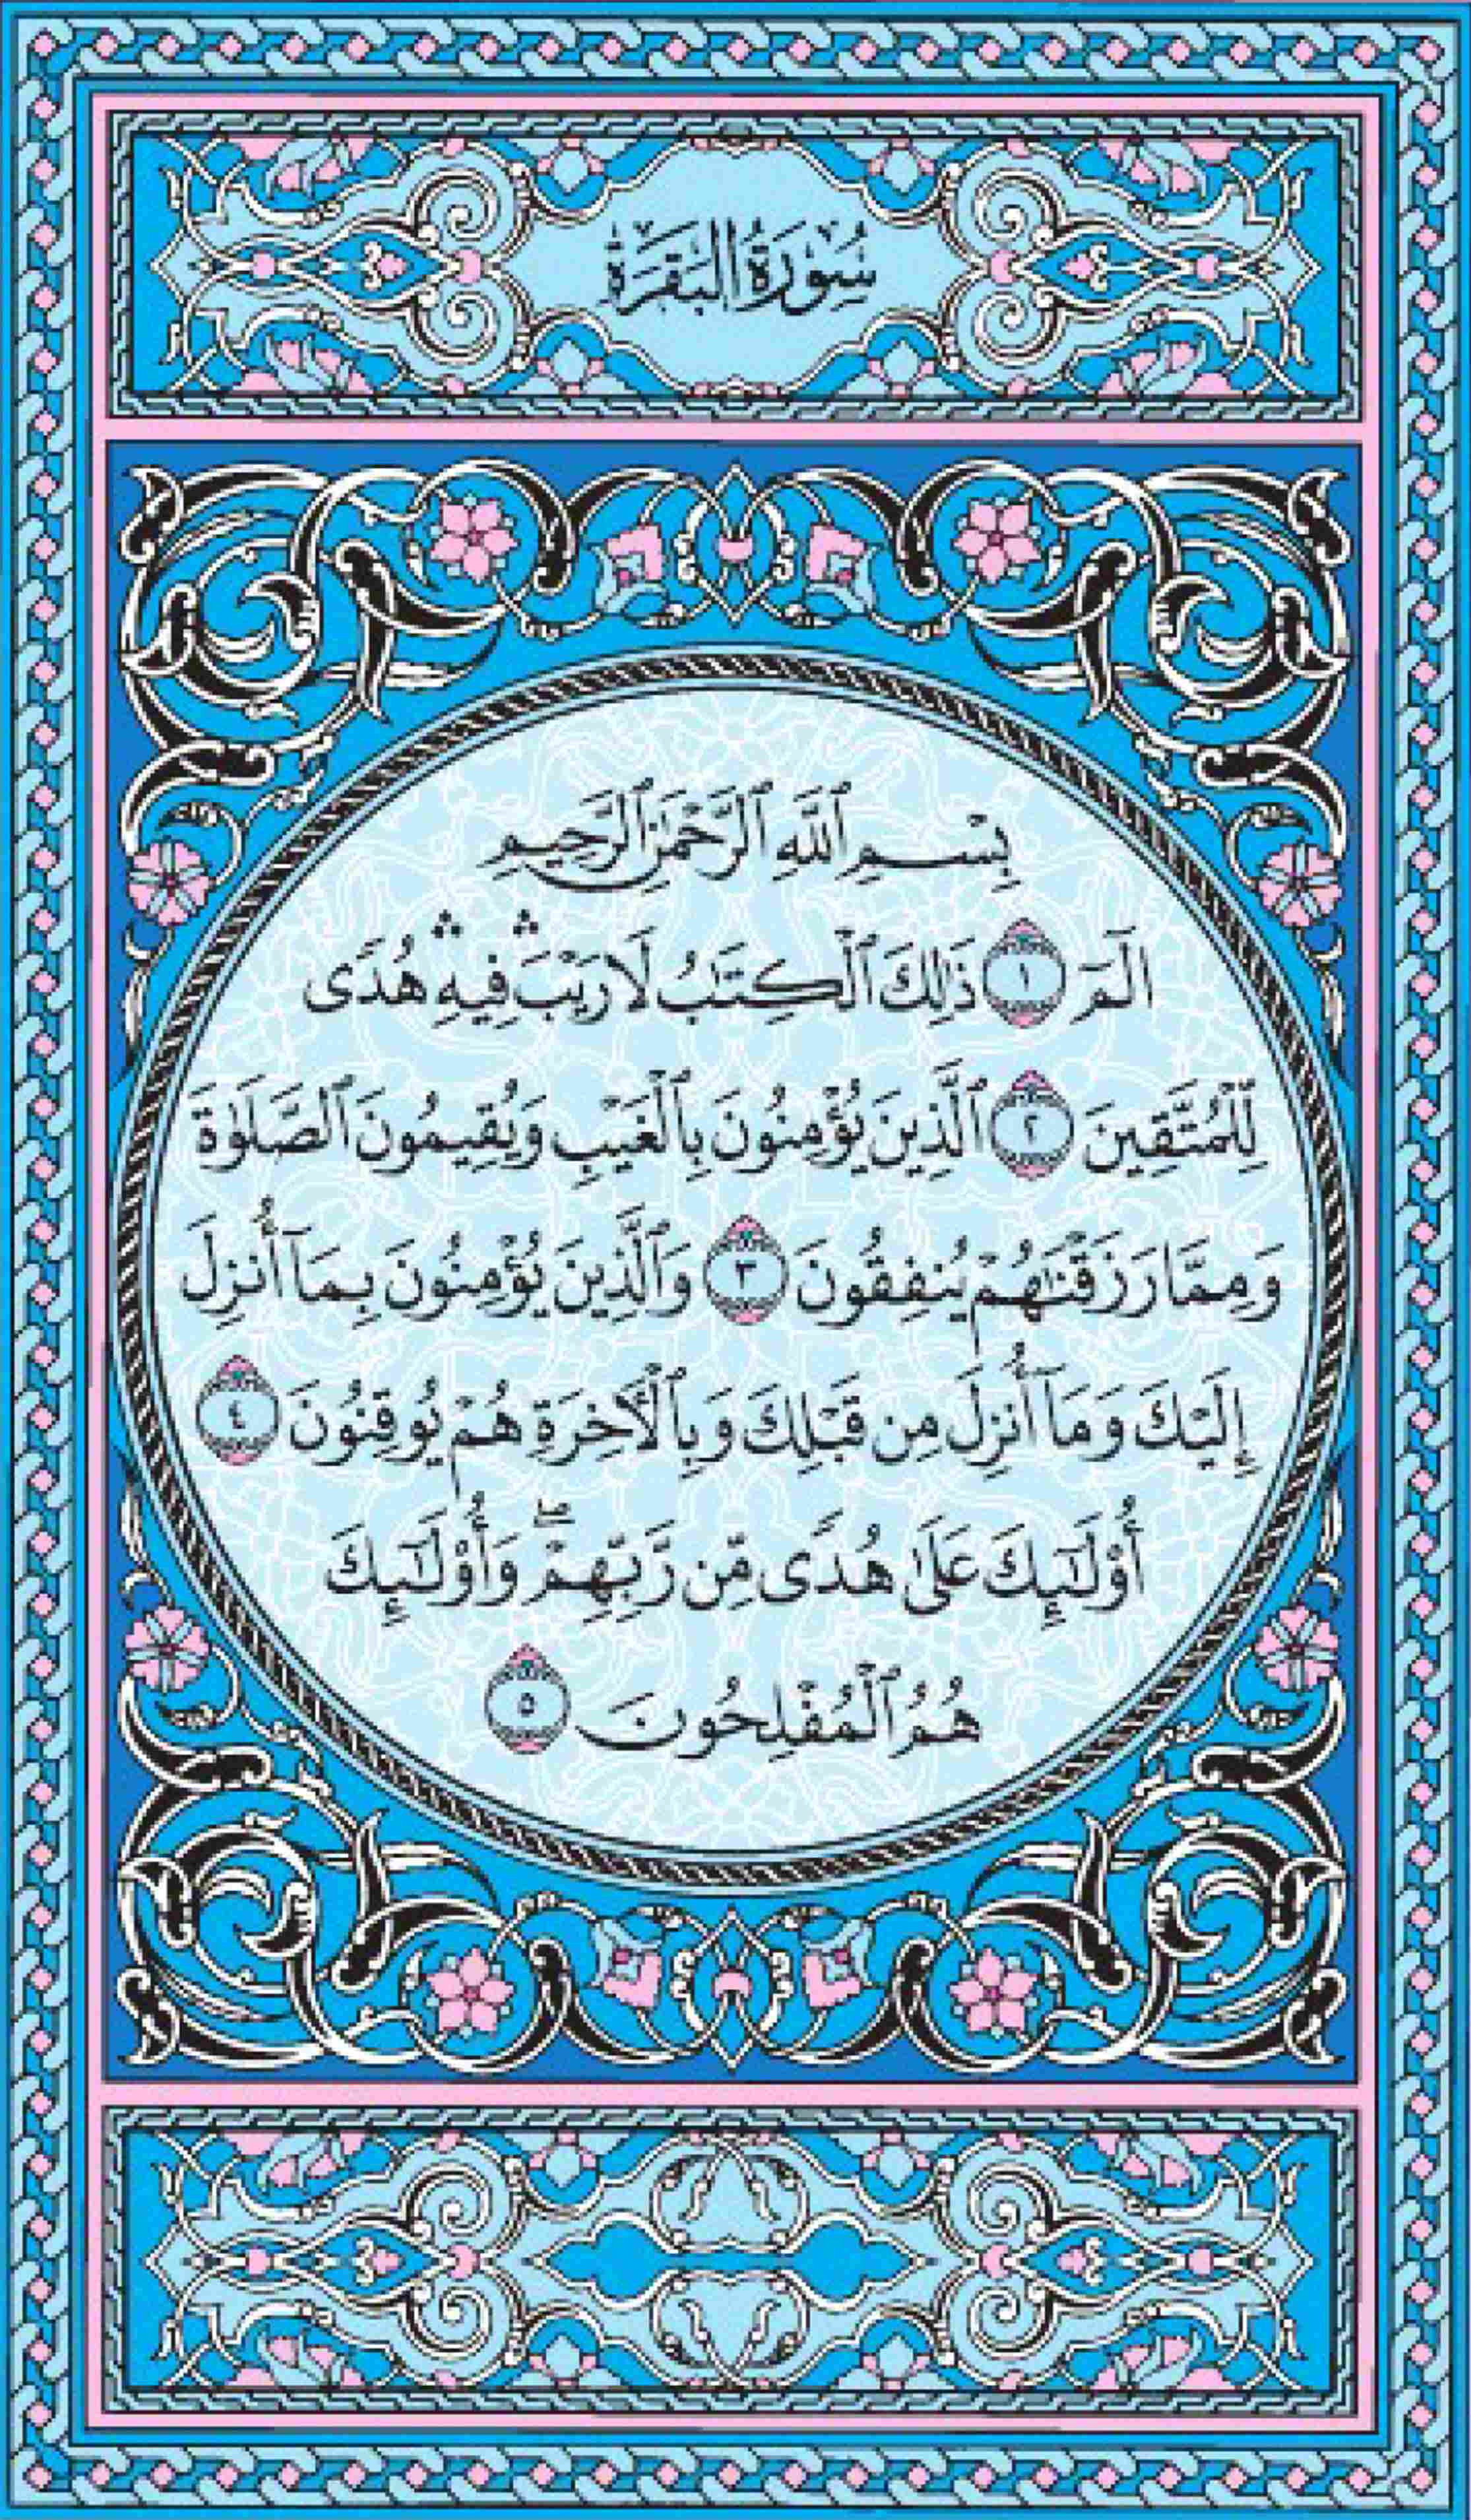 سُورَةُ البَقَرَةِ
بِسْمِ ٱللَّهِ ٱلرَّحْمَٰنِ ٱلرَّحِيمِ
الٓمٓ ١ ذَٰلِكَ ٱلْكِتَٰبُ لَا رَيْبَ ۛ فِيهِ ۛ هُدًى
لِّلْمُتَّقِينَ ٢ ٱلَّذِينَ يُؤْمِنُونَ بِٱلْغَيْبِ وَيُقِيمُونَ ٱلصَّلَوٰةَ
وَمِمَّا رَزَقْنَٰهُمْ يُنفِقُونَ ٣ وَٱلَّذِينَ يُؤْمِنُونَ بِمَآ أُنزِلَ
إِلَيْكَ وَمَآ أُنزِلَ مِن قَبْلِكَ وَبِٱلْأَخِرَةِ هُمْ يُوقِنُونَ ٤
أُو۟لَٰٓئِكَ عَلَىٰ هُدًى مِّن رَّبِّهِمْ ۖ وَأُو۟لَٰٓئِكَ
هُمُ ٱلْمُفْلِحُونَ ٥